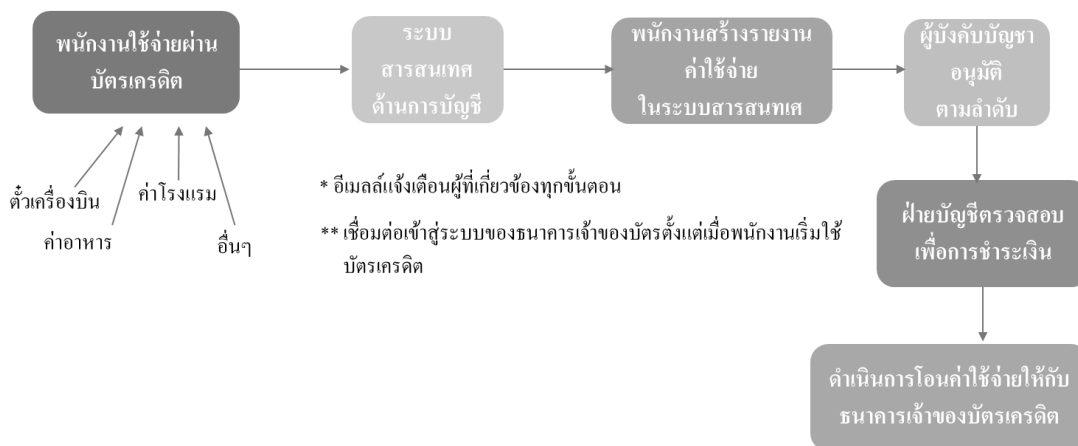 พนักงานใช้จ่ายผ่าน
บัตรเครดิต
ระบบ
สารสนเทศ
ด้านการบัญชี
พนักงานสร้างรายงาน
ค่าใช้จ่าย
ในระบบสารสนทเศ
ผู้บังคับบัญชา
อนุมัติ
ตามลำดับ
ตั๋วเครื่องบิน
ค่าอาหาร
ค่าโรงแรม
อื่นๆ
* อีเมลล์แจ้งเตือนผู้ที่เกี่ยวข้องทุกขั้นตอน
** เชื่อมต่อเข้าสู่ระบบของธนาคารเจ้าของบัตรตั้งแต่เมื่อพนักงานเริ่มใช้
บัตรเครดิต
ฝ่ายบัญชีตรวจสอบ
เพื่อการชำระเงิน
ดำเนินการโอนค่าใช้จ่ายให้กับ
ธนาคารเจ้าของบัตรเครดิต